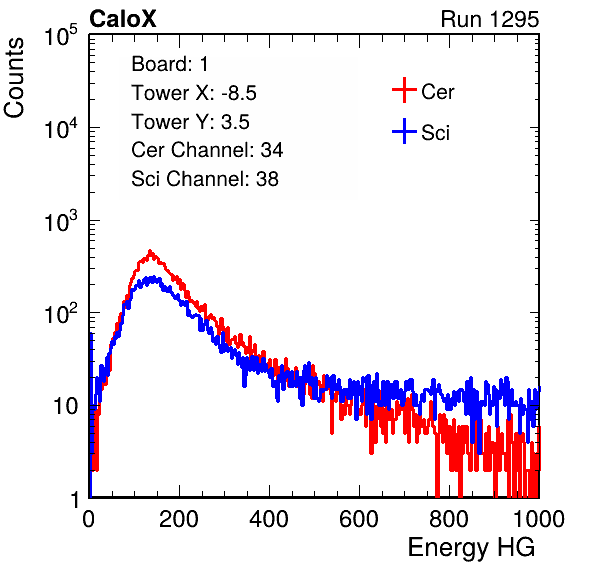 CaloX Run 1295
Counts
10^5
10^4
10^3
10^2
10
1
Board: 1
Tower X: -8.5
Tower Y: 3.5
Cer Channel: 34
Sci Channel: 38
Cer
Sci
0 200 400 600 800 1000
Energy HG